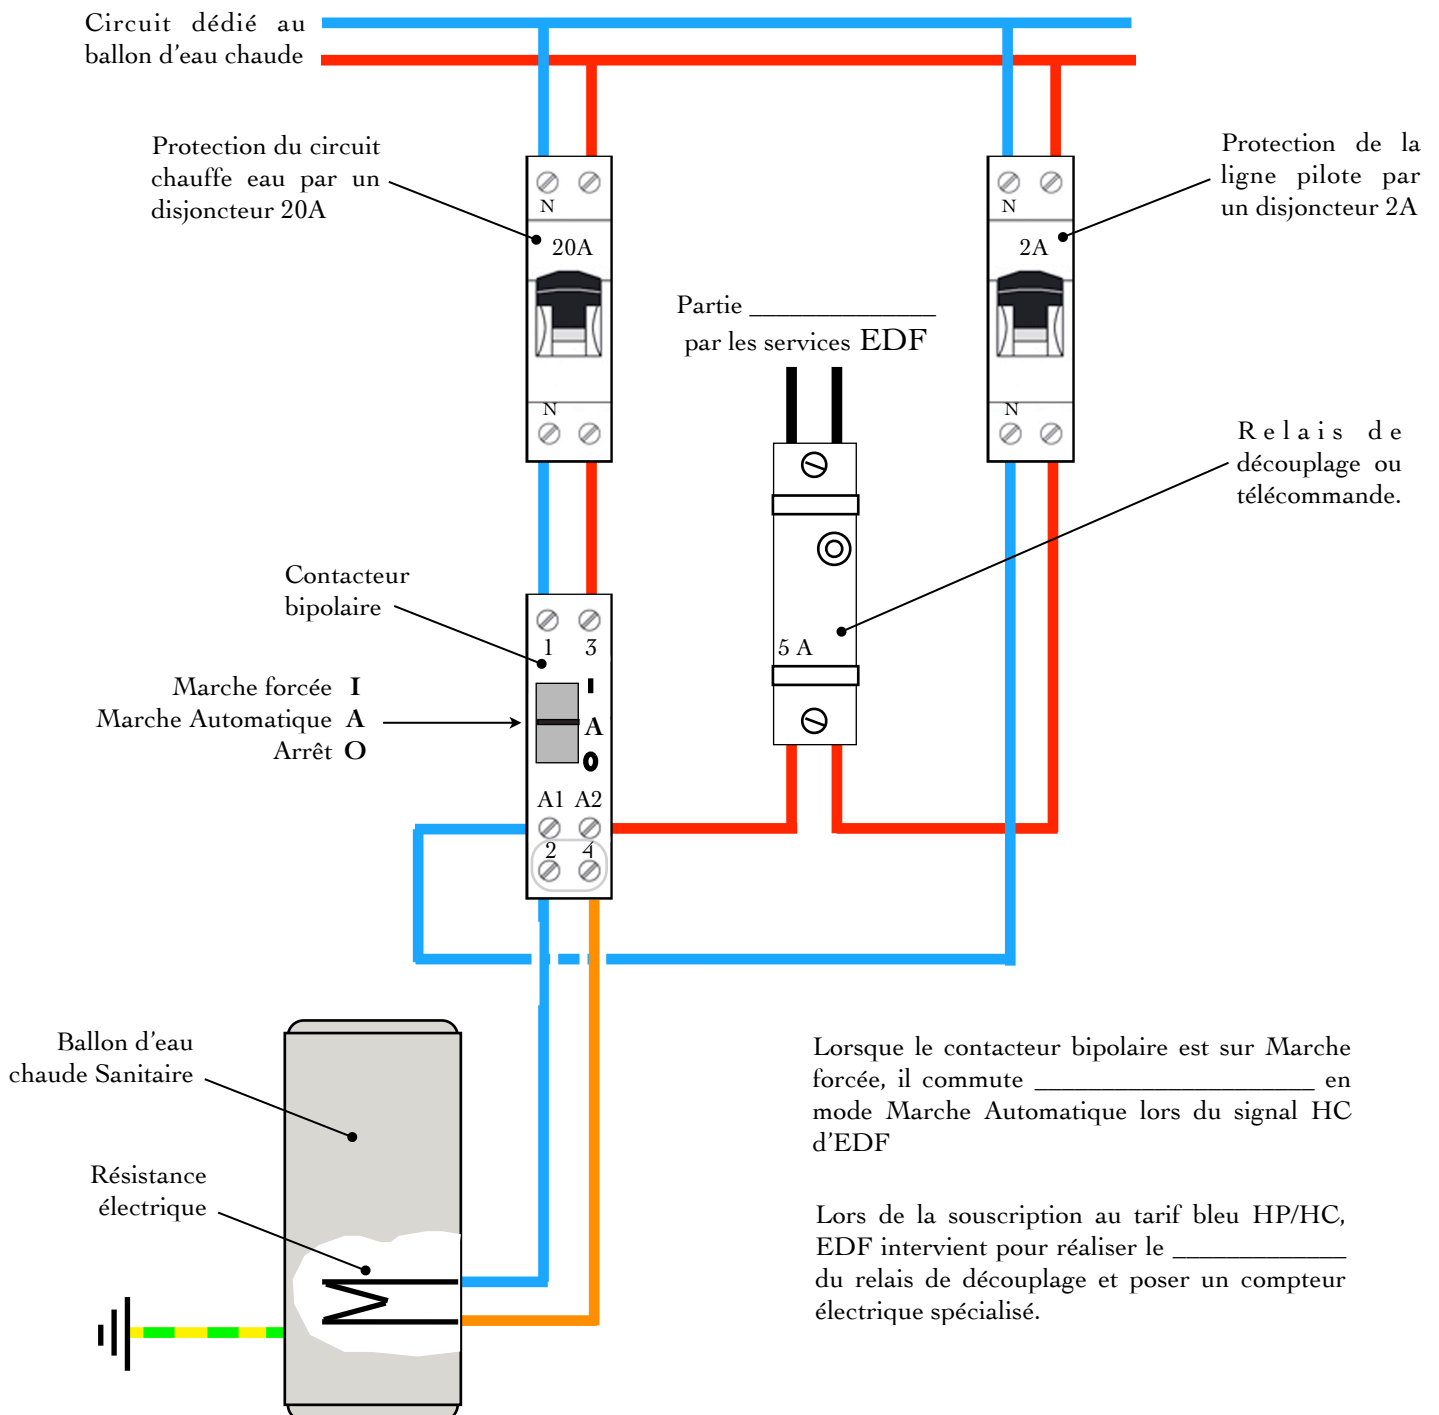 Circuit dédié au
ballon d'eau chaude
Protection du circuit
chauffe eau par un
disjoncteur 20A
Protection de la
ligne pilote par
un disjoncteur 2A
N
20A
N
N
2A
N
Partie ______________
par les services EDF
Relais de
découplage ou
télécommande.
5 A
Contacteur
bipolaire
1 3
Marche forcée I
Marche Automatique A
Arrêt O
I
A
O
A1 A2
2 4
Ballon d'eau
chaude Sanitaire
Résistance
électrique
Lorsque le contacteur bipolaire est sur Marche
forcée, il commute _____________________ en
mode Marche Automatique lors du signal HC
d'EDF
Lors de la souscription au tarif bleu HP/HC,
EDF intervient pour réaliser le _____________
du relais de découplage et poser un compteur
électrique spécialisé.